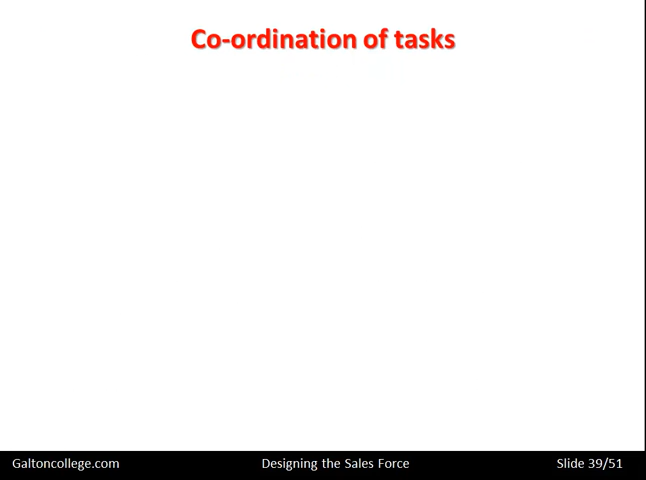 Co-ordination of tasks
Galtoncollege.com Designing the Sales Force Slide 39/51